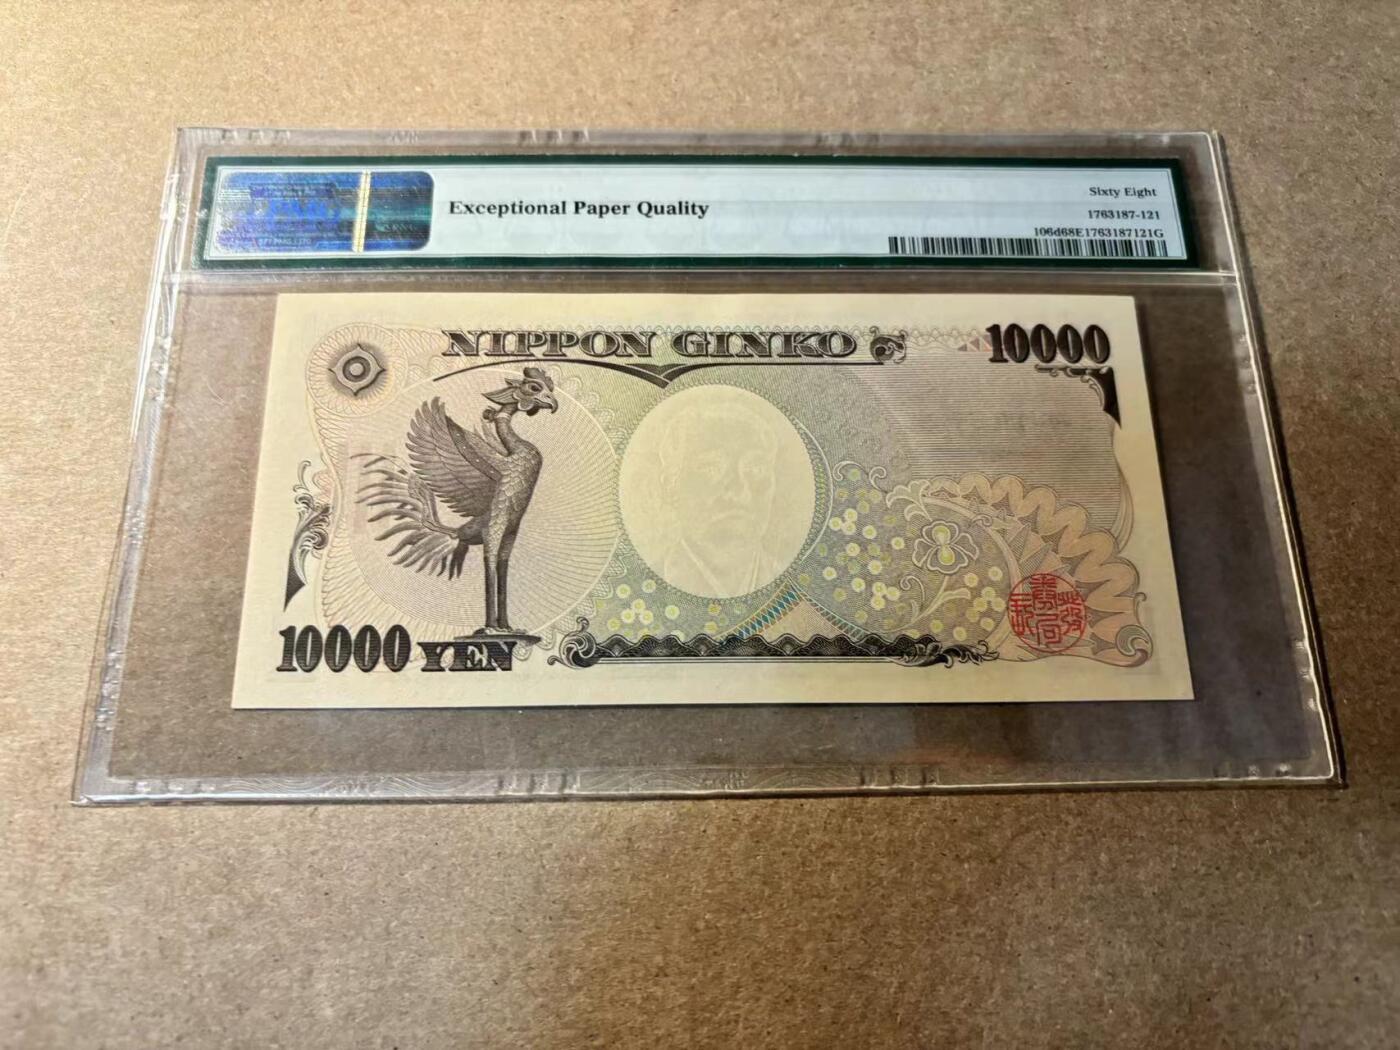 Exceptional Paper Quality
Sixty Eight
1763187-121
106d68E1763187121G
NIPPON GINKO
10000
10000 YEN